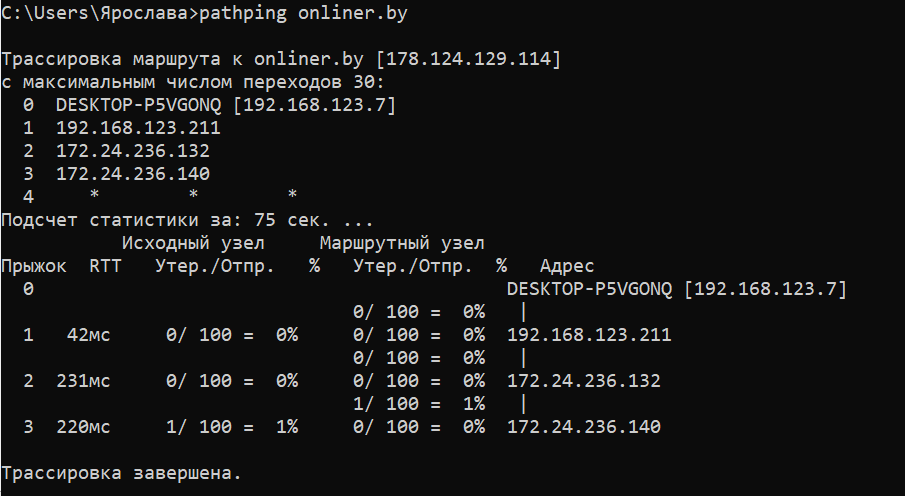 C:\Users\Ярослава>pathping onliner.by
Трассировка маршрута к onliner.by [178.124.129.114]
с максимальным числом переходов 30:
  0  DESKTOP-P5VGONQ [192.168.123.7]
  1  192.168.123.211
  2  172.24.236.132
  3  172.24.236.140
  4     *        *        *
Подсчет статистики за: 75 сек. ...
           Исходный узел     Маршрутный узел
Прыжок  RTT   Утер./Отпр.   %   Утер./Отпр.  %   Адрес
  0                                           DESKTOP-P5VGONQ [192.168.123.7]
                                0/ 100 =  0%   |
  1   42мс     0/ 100 =  0%     0/ 100 =  0%  192.168.123.211
                                0/ 100 =  0%   |
  2  231мс     0/ 100 =  0%     0/ 100 =  0%  172.24.236.132
                                1/ 100 =  1%   |
  3  220мс     1/ 100 =  1%     0/ 100 =  0%  172.24.236.140
Трассировка завершена.